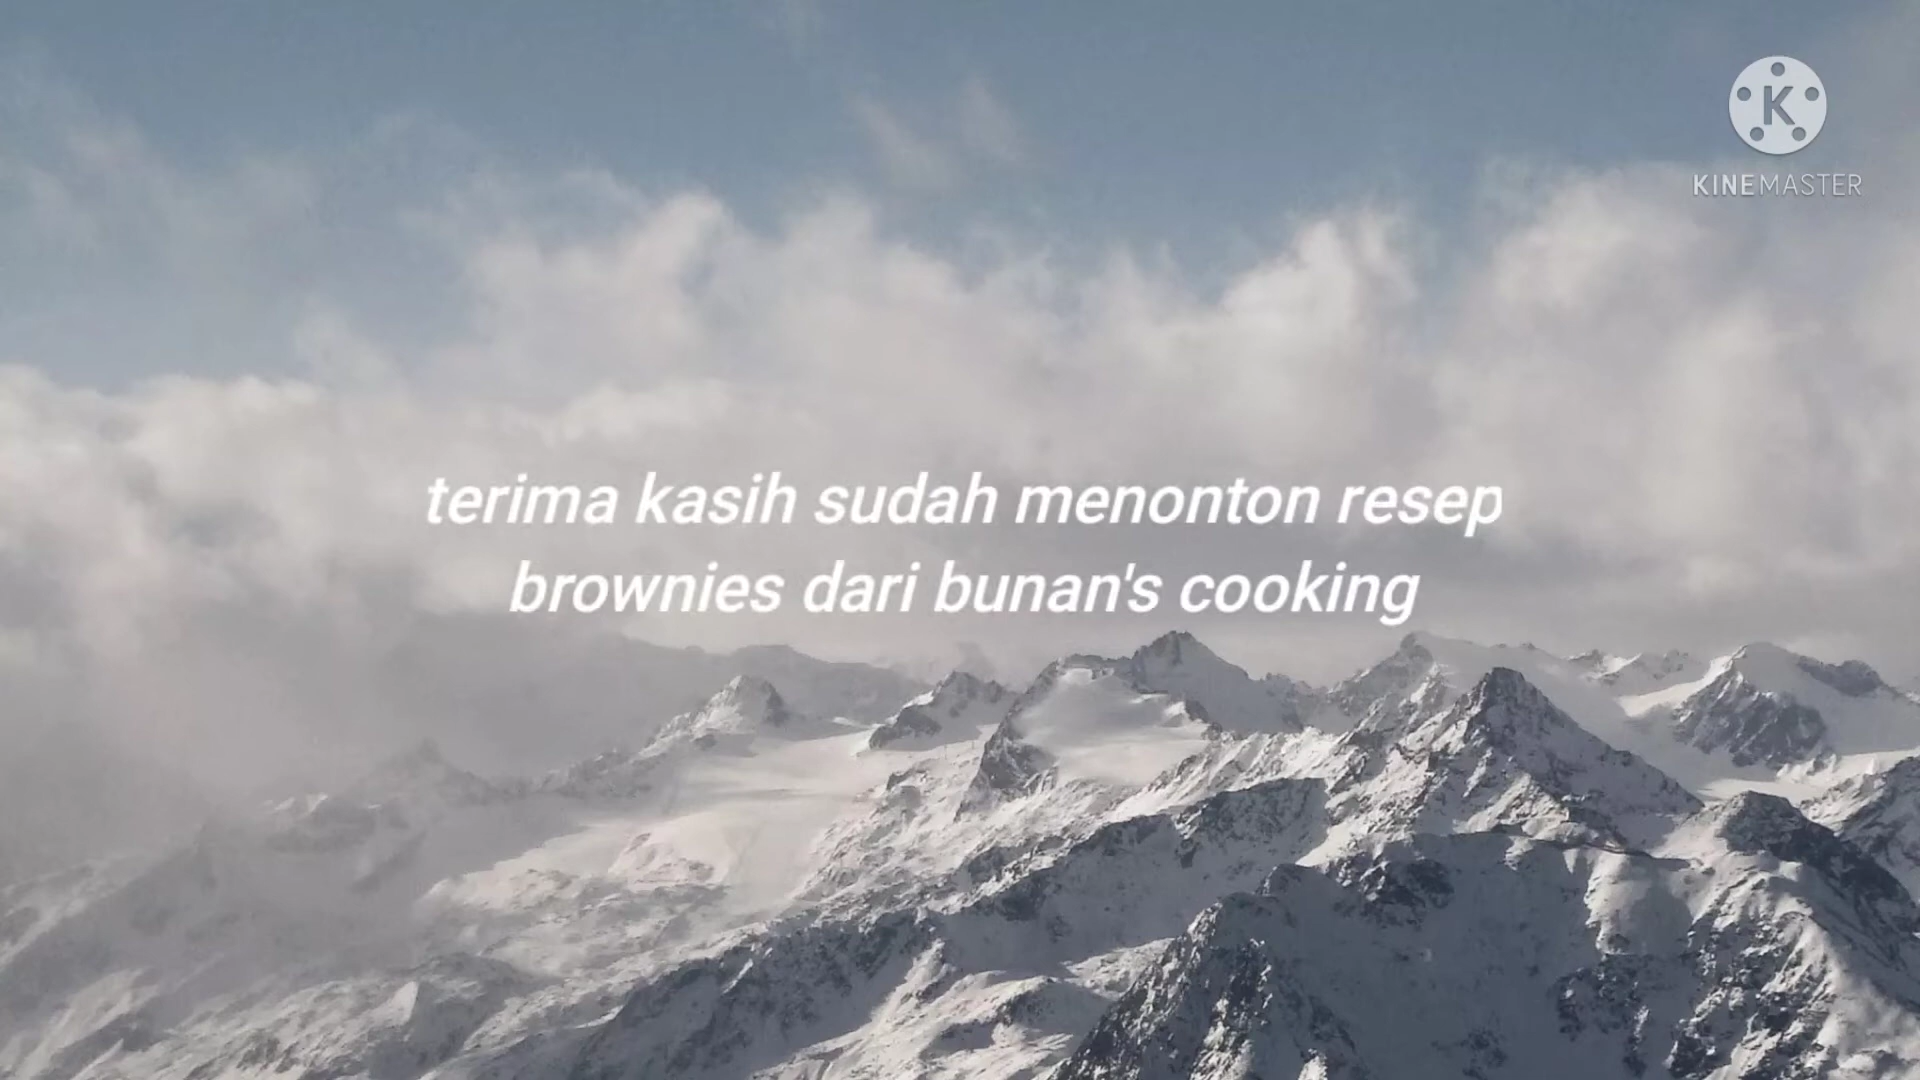 K
KINEMASTER
terima kasih sudah menonton resep
brownies dari bunan's cooking